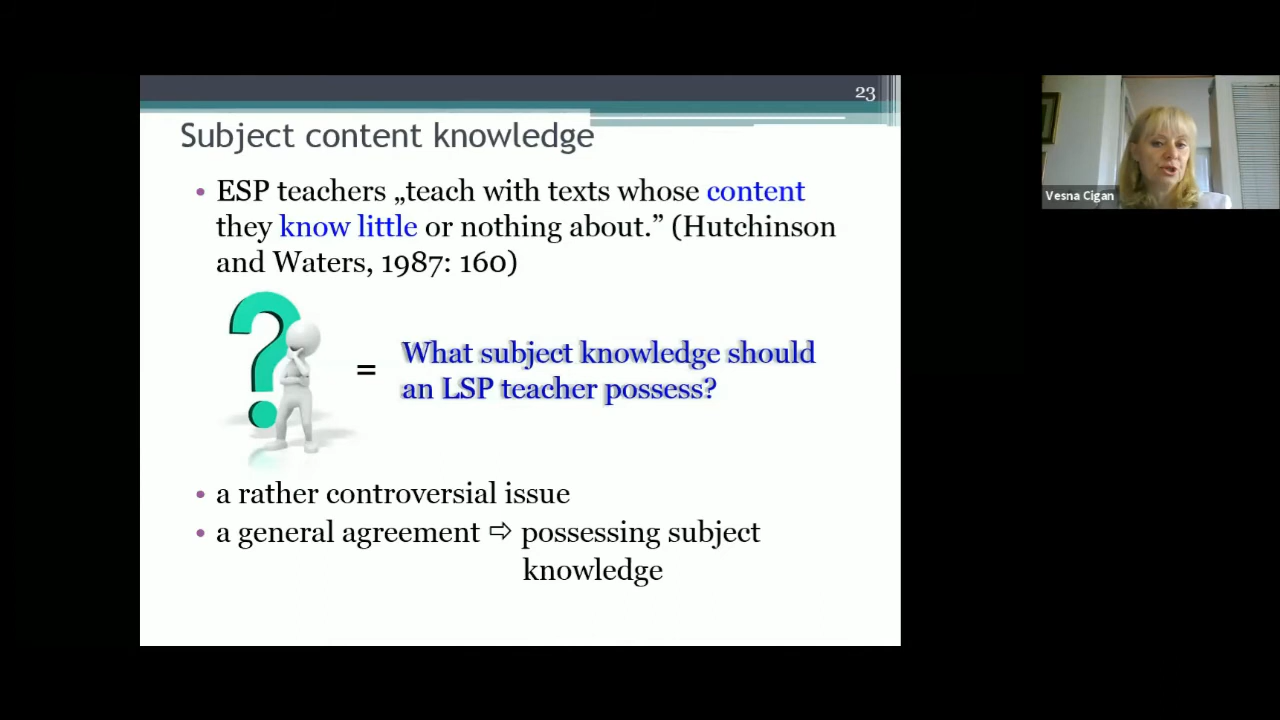 23
Subject content knowledge
• ESP teachers „teach with texts whose content
they know little or nothing about.” (Hutchinson
and Waters, 1987: 160)
?
= What subject knowledge should
an LSP teacher possess?
• a rather controversial issue
• a general agreement ⇨ possessing subject
knowledge
Vesna Cigan